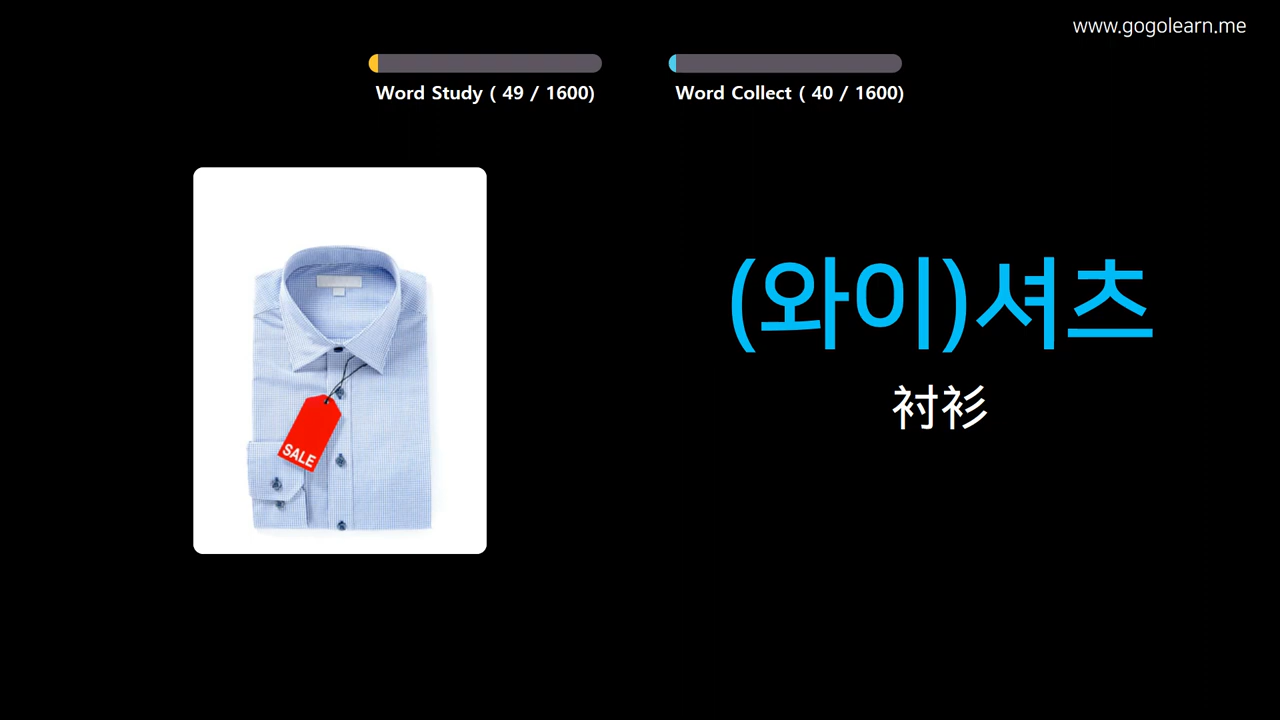 www.gogolearn.me
Word Study ( 49 / 1600)
Word Collect ( 40 / 1600)
SALE
(와이)셔츠
衬衫